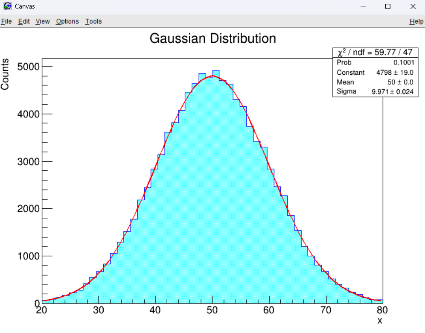 Canvas
File Edit View Options Tools Help
Gaussian Distribution
χ² / ndf = 59.77 / 47
Prob 0.1001
Constant 4798 ± 19.0
Mean 50 ± 0.0
Sigma 9.971 ± 0.024
Counts
5000
4000
3000
2000
1000
0
20 30 40 50 60 70 80
x